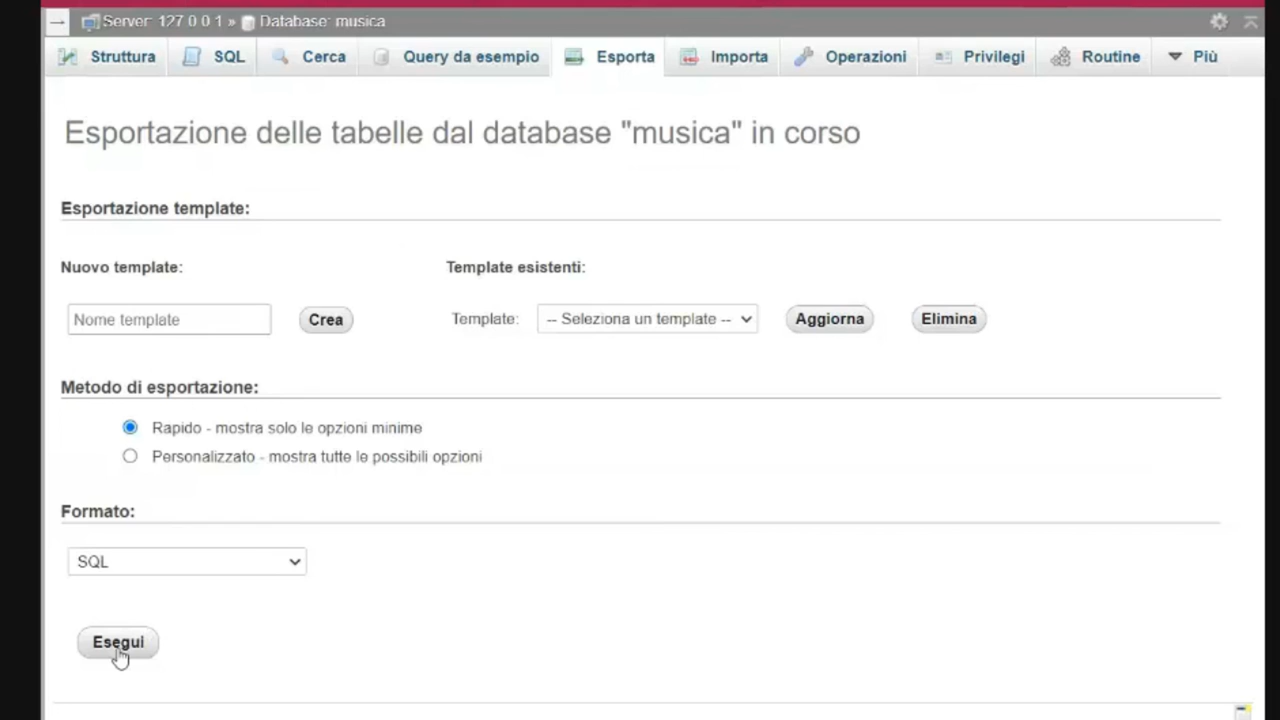 Server: 127.0.0.1 » Database: musica
Struttura SQL Cerca Query da esempio Esporta Importa Operazioni Privilegi Routine Più
Esportazione delle tabelle dal database "musica" in corso
Esportazione template:
Nuovo template: Template esistenti:
Nome template Crea Template: -- Seleziona un template -- Aggiorna Elimina
Metodo di esportazione:
Rapido - mostra solo le opzioni minime
Personalizzato - mostra tutte le possibili opzioni
Formato:
SQL
Esegui